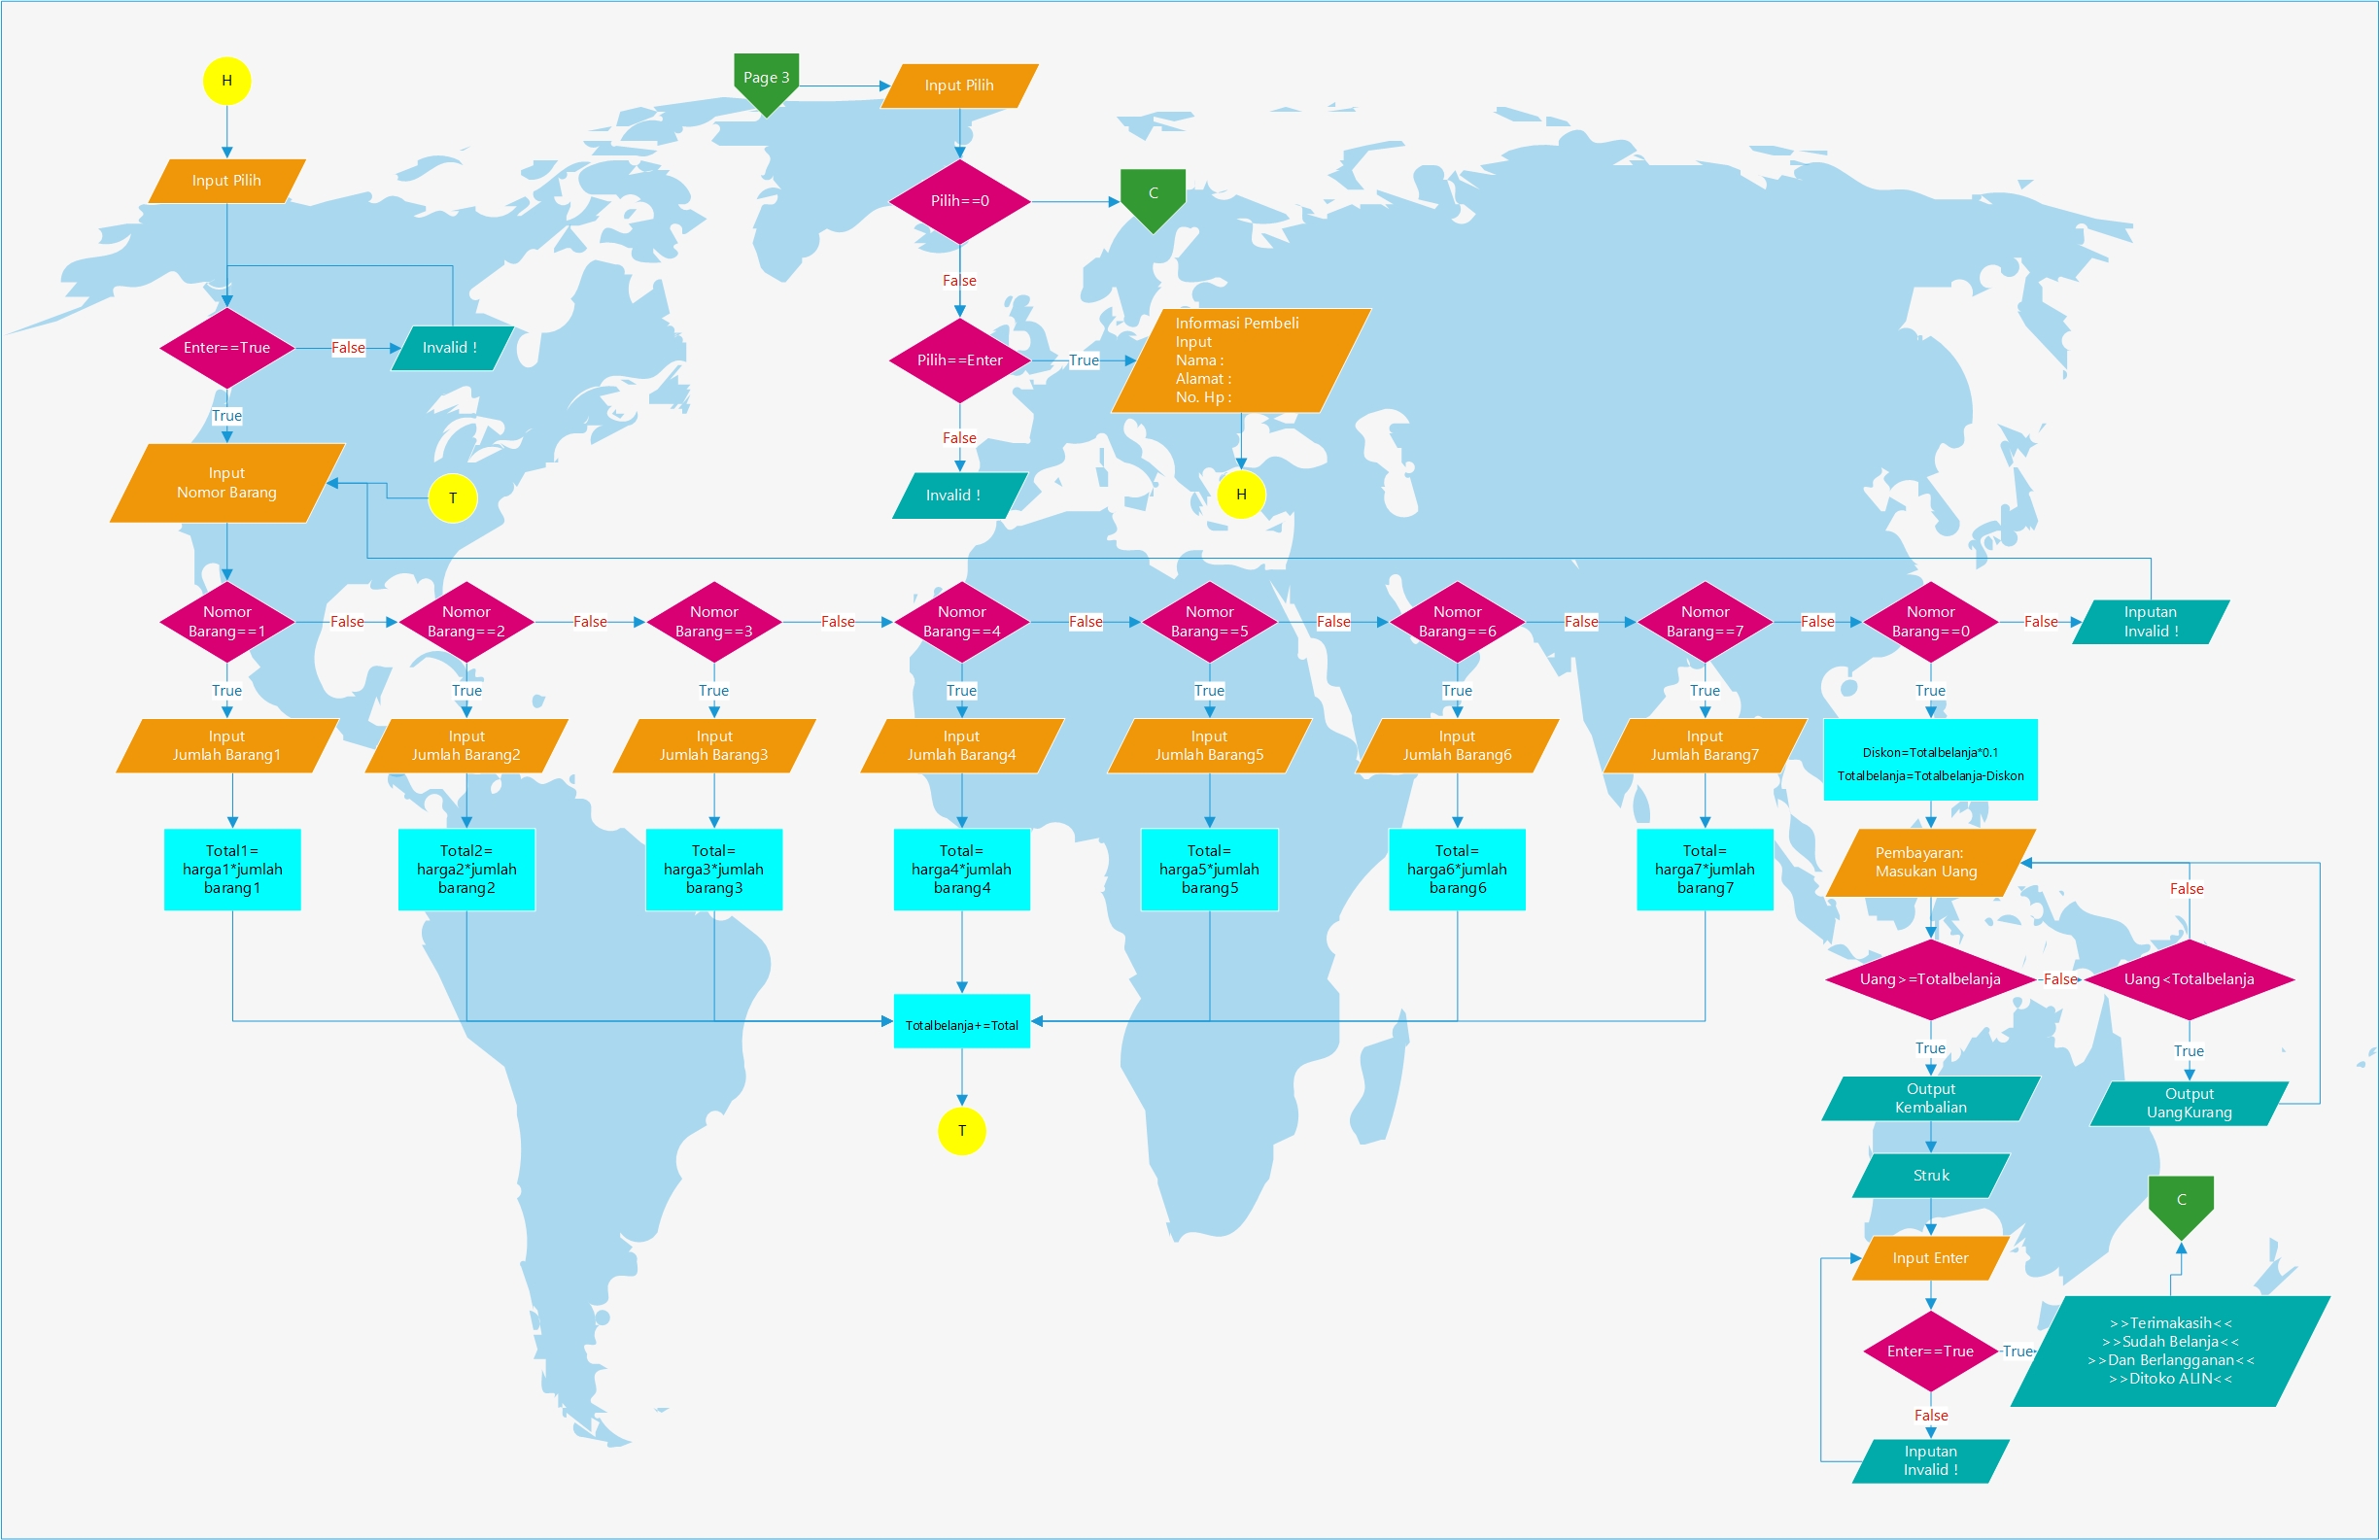 H
Page 3
Input Pilih
Input Pilih
Pilih==0
C
False
Enter==True
False
Invalid !
Pilih==Enter
True
Informasi Pembeli
Input
Nama :
Alamat :
No. Hp :
True
False
Input
Nomor Barang
T
Invalid !
H
Nomor
Barang==1
False
Nomor
Barang==2
False
Nomor
Barang==3
False
Nomor
Barang==4
False
Nomor
Barang==5
False
Nomor
Barang==6
False
Nomor
Barang==7
False
Nomor
Barang==0
False
Inputan
Invalid !
True
True
True
True
True
True
True
True
Input
Jumlah Barang1
Input
Jumlah Barang2
Input
Jumlah Barang3
Input
Jumlah Barang4
Input
Jumlah Barang5
Input
Jumlah Barang6
Input
Jumlah Barang7
Diskon=Totalbelanja*0.1
Totalbelanja=Totalbelanja-Diskon
Total1=
harga1*jumlah
barang1
Total2=
harga2*jumlah
barang2
Total=
harga3*jumlah
barang3
Total=
harga4*jumlah
barang4
Total=
harga5*jumlah
barang5
Total=
harga6*jumlah
barang6
Total=
harga7*jumlah
barang7
Pembayaran:
Masukan Uang
False
Uang>=Totalbelanja
False
Uang<Totalbelanja
Totalbelanja+=Total
True
True
T
Output
Kembalian
Output
UangKurang
Struk
C
Input Enter
Enter==True
True
>>Terimakasih<<
>>Sudah Belanja<<
>>Dan Berlangganan<<
>>Ditoko ALIN<<
False
Inputan
Invalid !